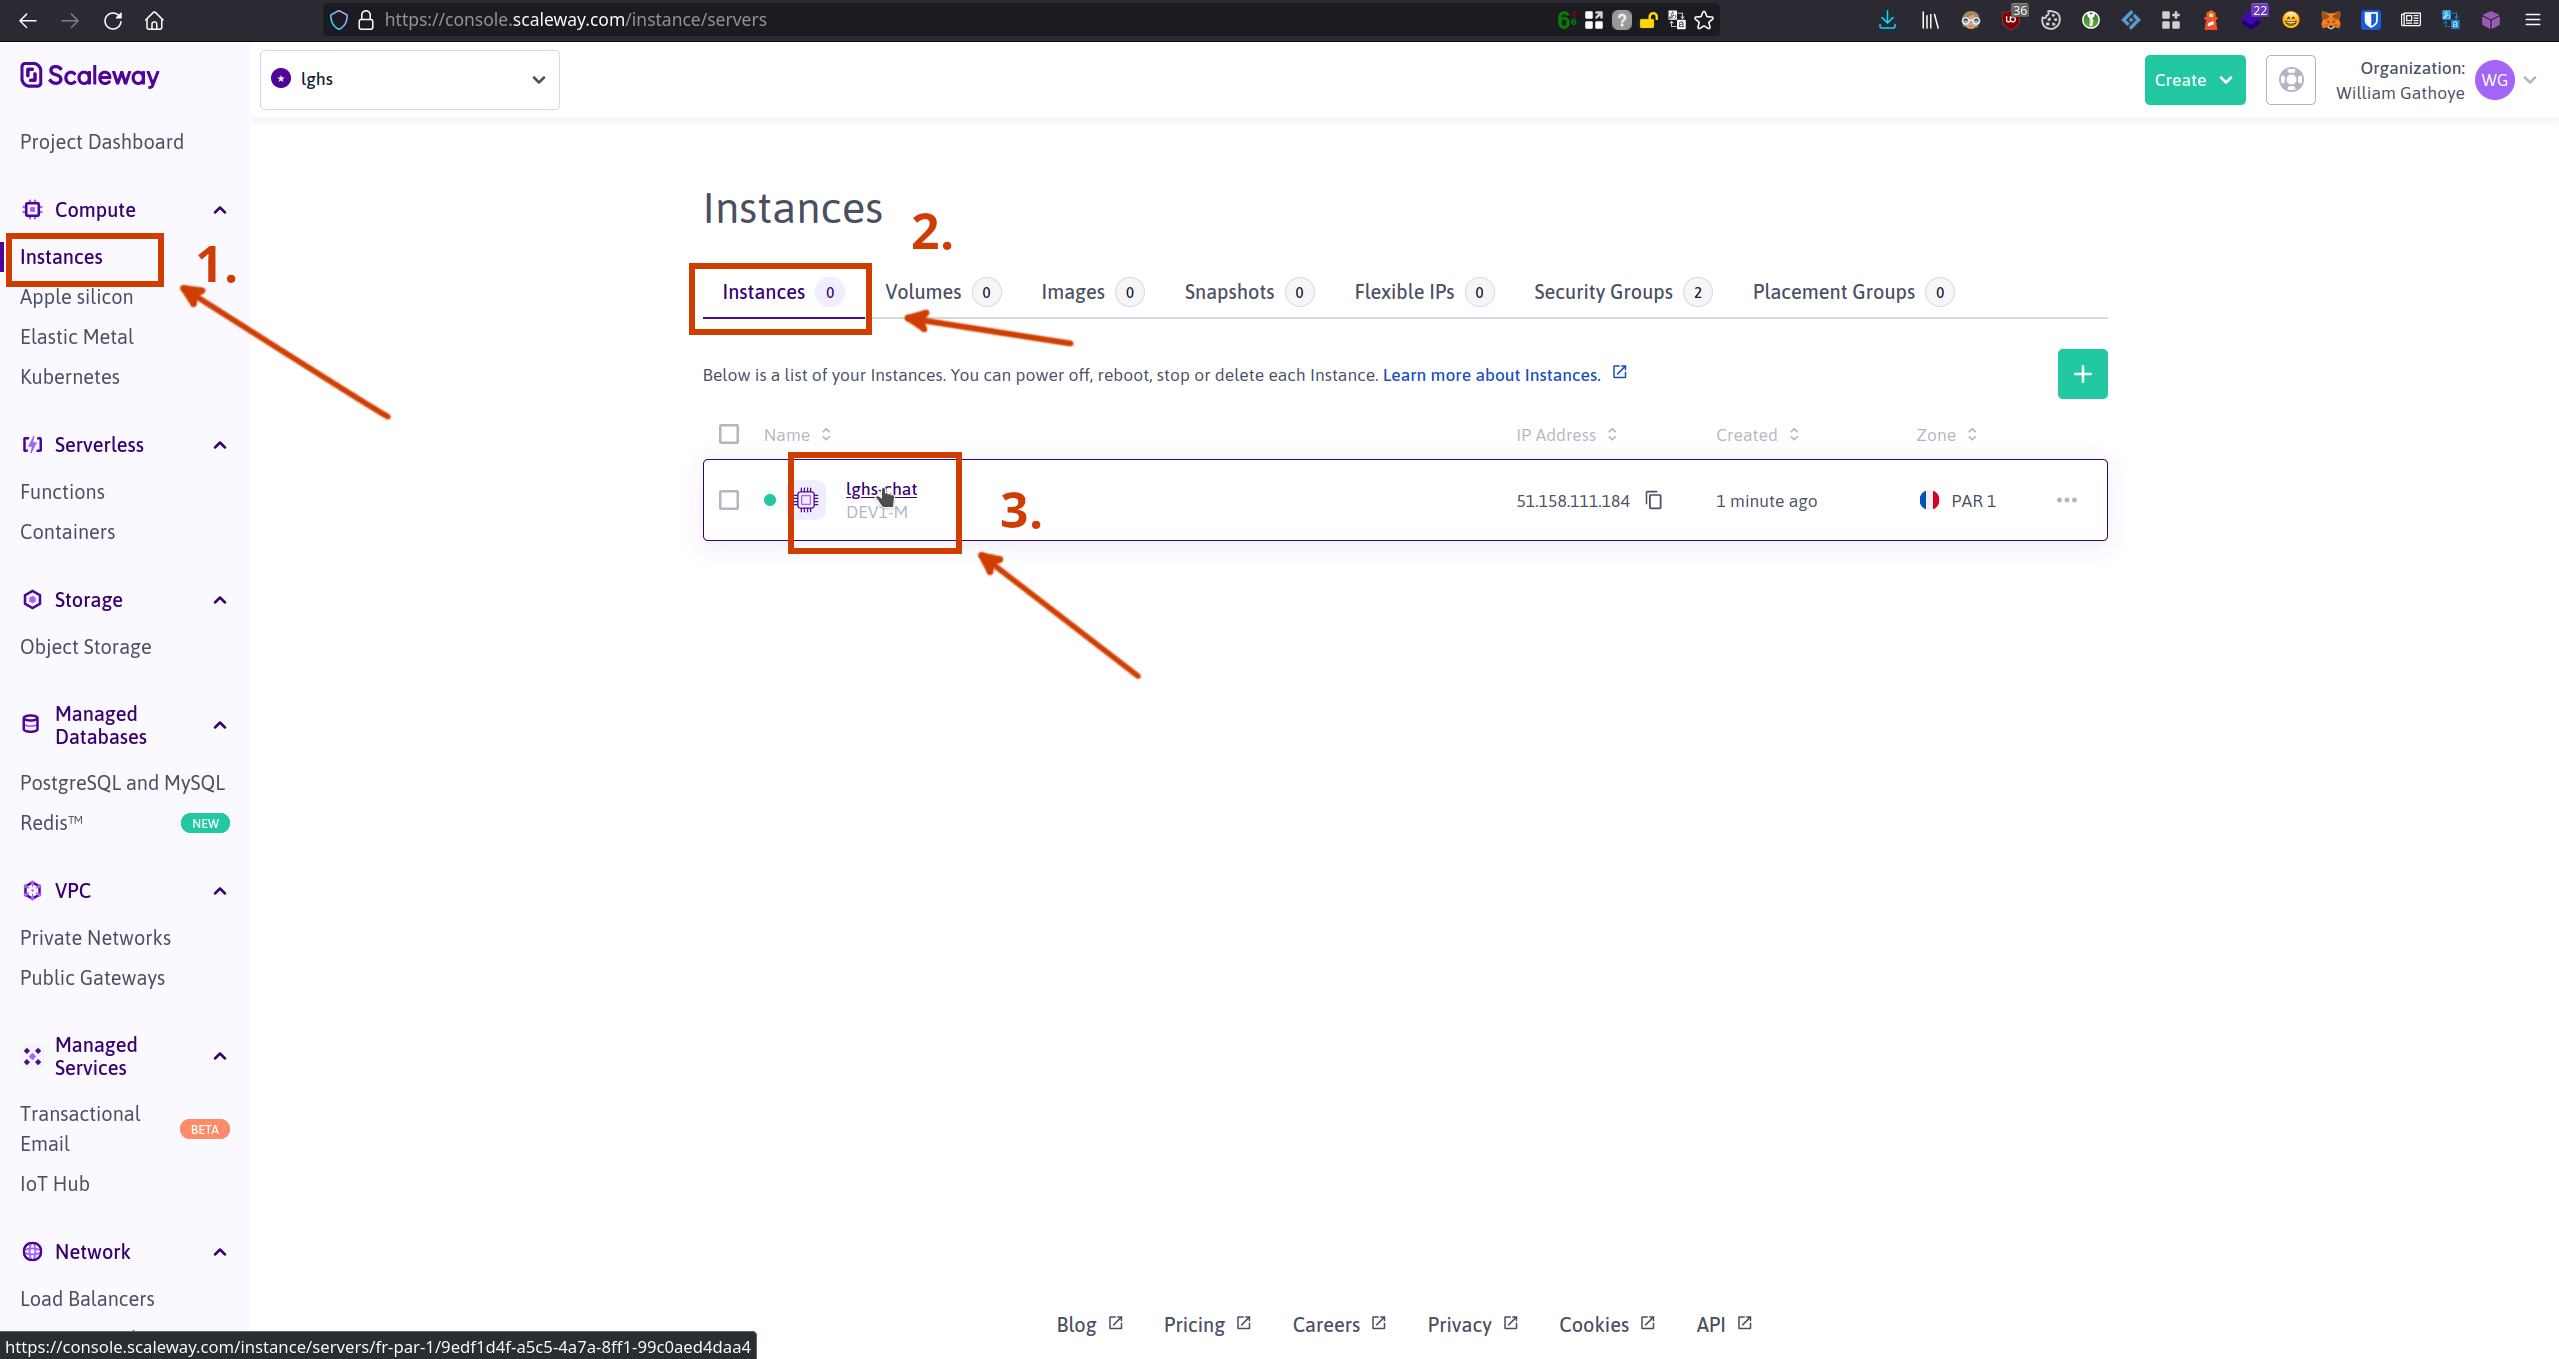 https://console.scaleway.com/instance/servers
36
22
Scaleway
lghs
Create
Organization:
William Gathoye
WG
Project Dashboard
Compute
Instances
1.
Apple silicon
Elastic Metal
Kubernetes
Serverless
Functions
Containers
Storage
Object Storage
Managed
Databases
PostgreSQL and MySQL
Redis™ NEW
VPC
Private Networks
Public Gateways
Managed
Services
Transactional
Email
BETA
IoT Hub
Network
Load Balancers
Instances
2.
Instances 0 Volumes 0 Images 0 Snapshots 0 Flexible IPs 0 Security Groups 2 Placement Groups 0
Below is a list of your Instances. You can power off, reboot, stop or delete each Instance. Learn more about Instances.
+
Name IP Address Created Zone
lghs-chat
DEV1-M
3.
51.158.111.184 1 minute ago PAR 1
Blog Pricing Careers Privacy Cookies API
https://console.scaleway.com/instance/servers/fr-par-1/9edf1d4f-a5c5-4a7a-8ff1-99c0aed4daa4